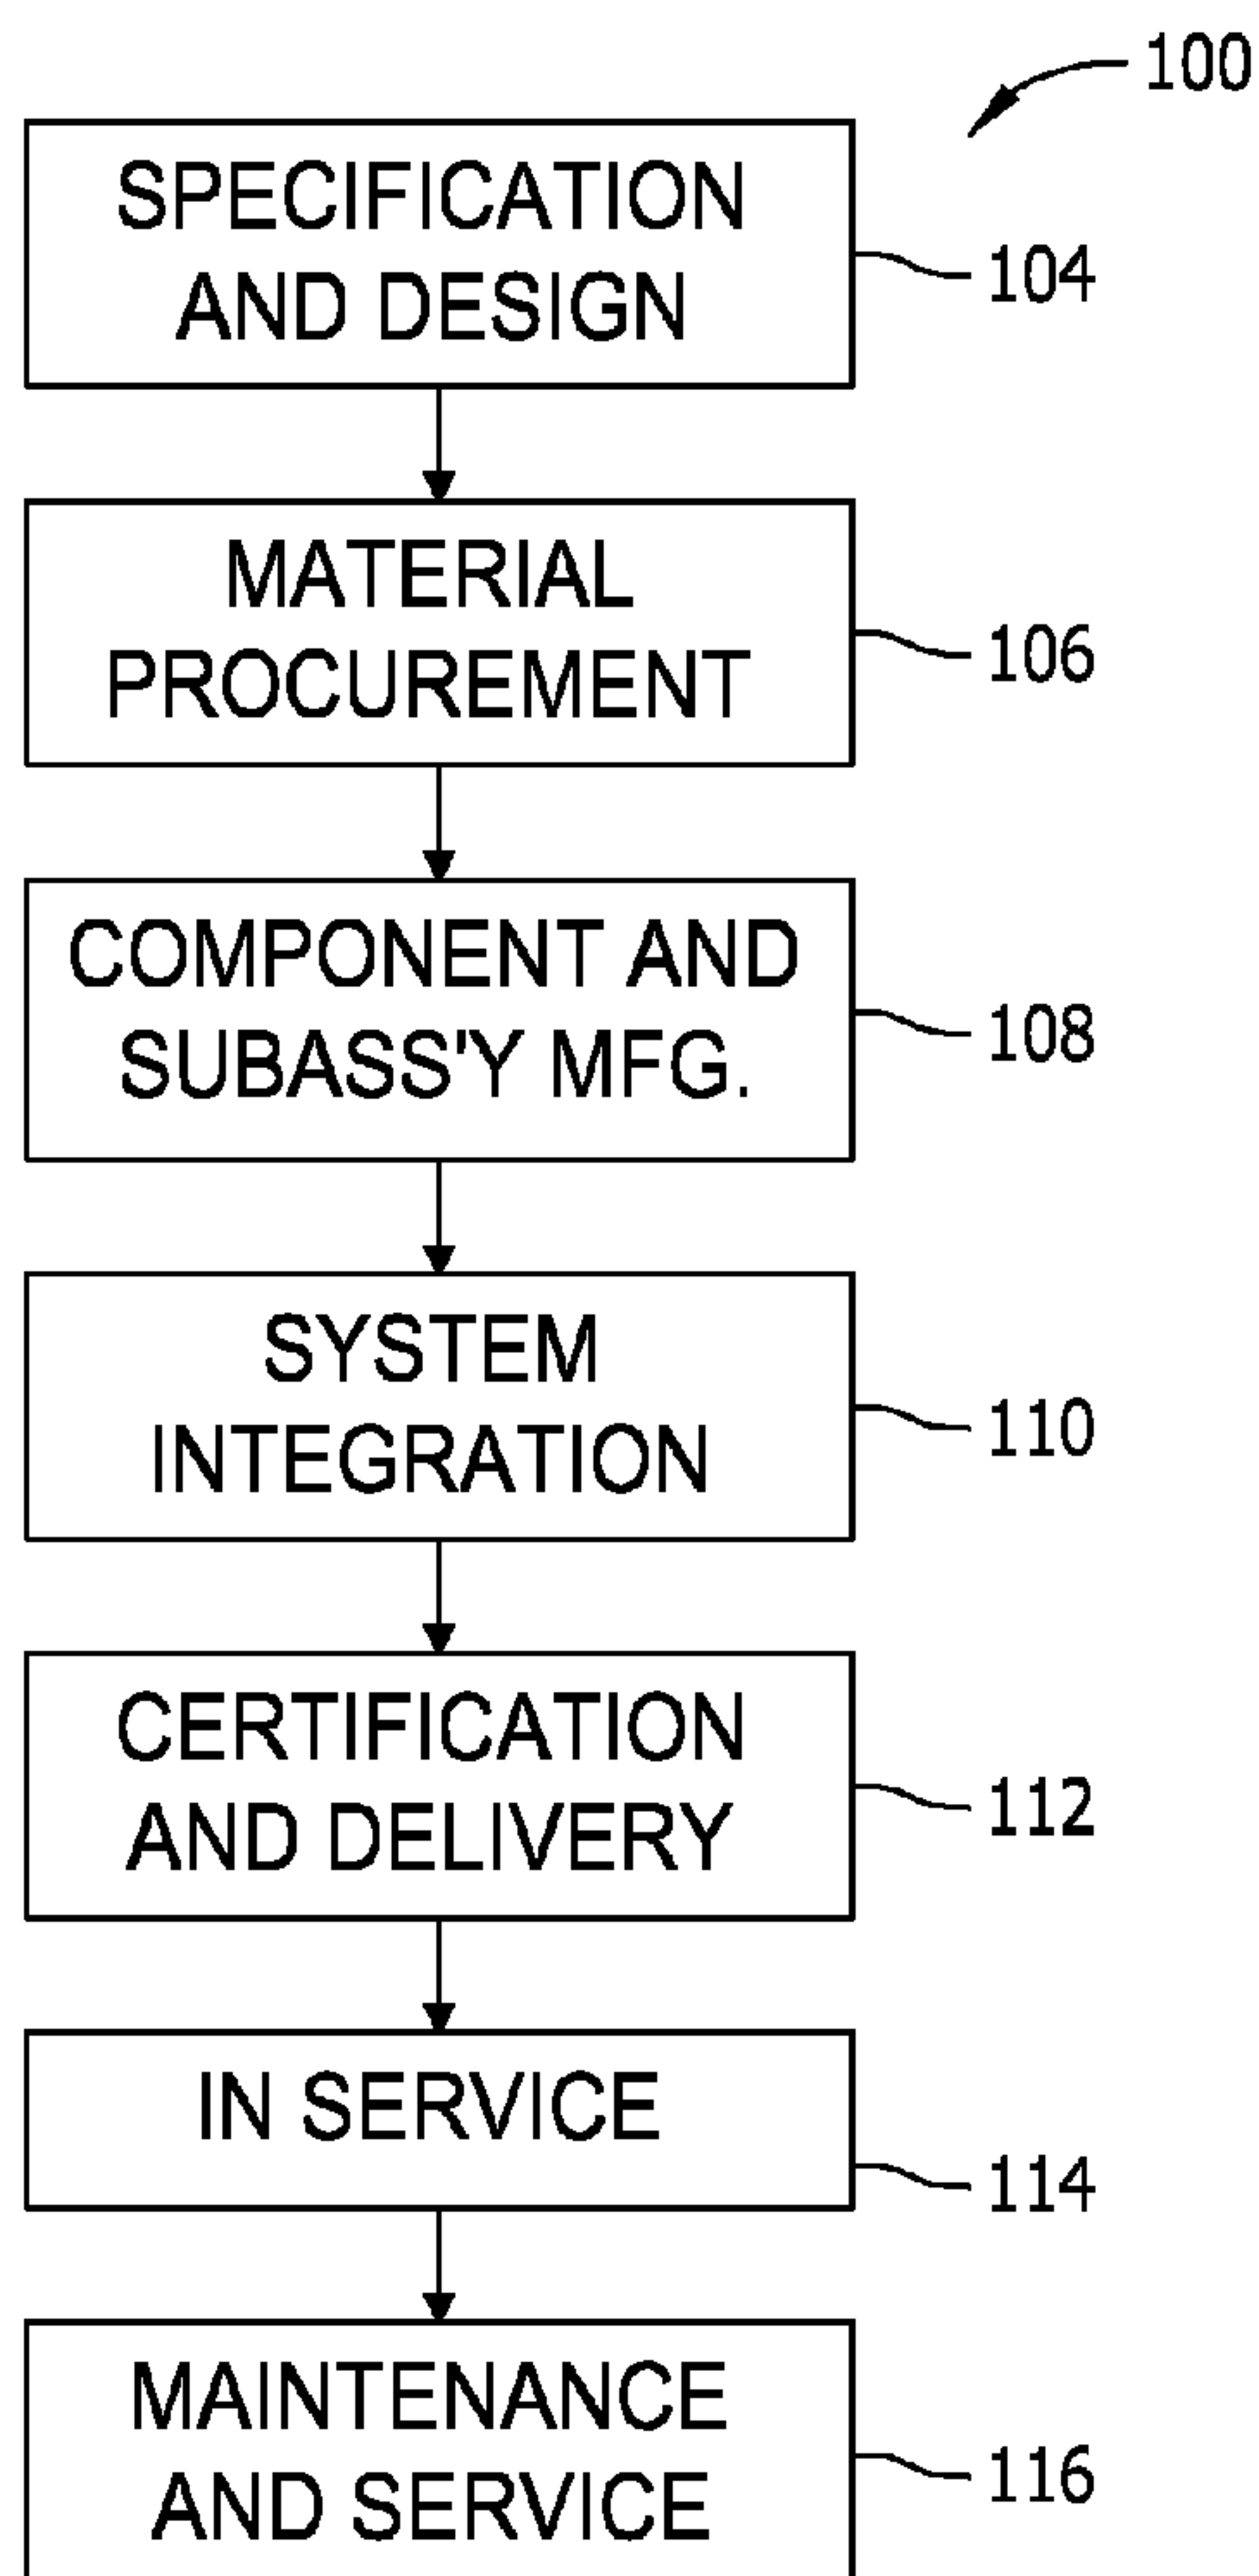 100
SPECIFICATION
AND DESIGN
104
MATERIAL
PROCUREMENT
106
COMPONENT AND
SUBASS'Y MFG.
108
SYSTEM
INTEGRATION
110
CERTIFICATION
AND DELIVERY
112
IN SERVICE
114
MAINTENANCE
AND SERVICE
116